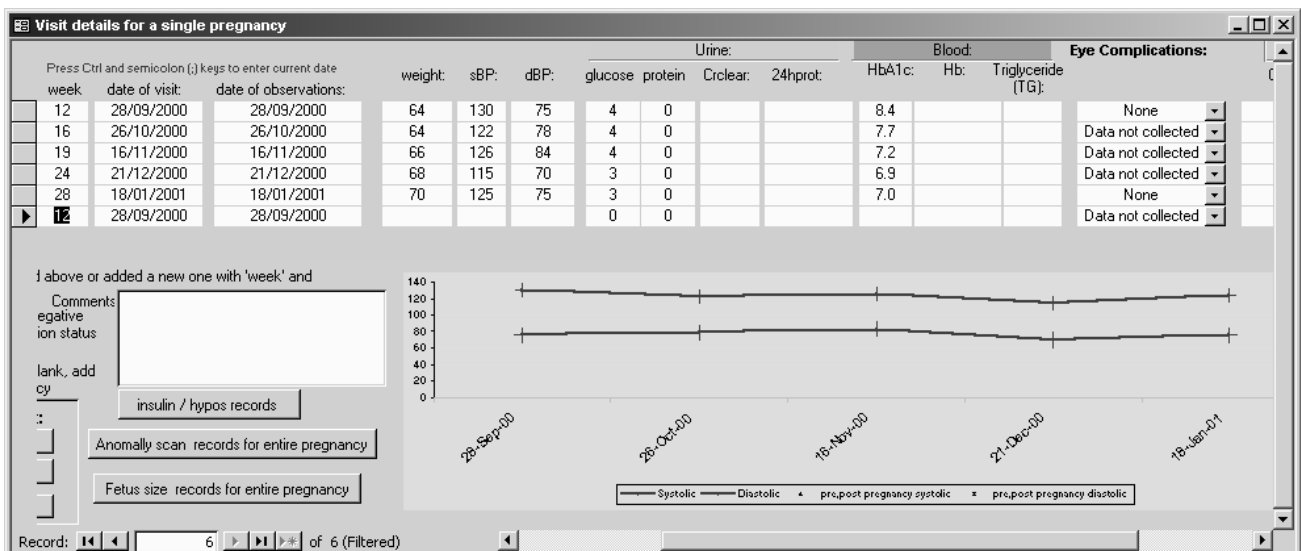 Visit details for a single pregnancy
Urine: Blood: Eye Complications:
Press Ctrl and semicolon (;) keys to enter current date
week date of visit: date of observations: weight: sBP: dBP: glucose protein Crclear: 24hprot: HbA1c: Hb: Triglyceride (TG):
12 28/09/2000 28/09/2000 64 130 75 4 0 8.4 None
16 26/10/2000 26/10/2000 64 122 78 4 0 7.7 Data not collected
19 16/11/2000 16/11/2000 66 126 84 4 0 7.2 Data not collected
24 21/12/2000 21/12/2000 68 115 70 3 0 6.9 Data not collected
28 18/01/2001 18/01/2001 70 125 75 3 0 7.0 None
12 28/09/2000 28/09/2000 0 0 Data not collected
d above or added a new one with 'week' and
Comments
egative
ion status
lank, add
cy
:
insulin / hypos records
Anomally scan records for entire pregnancy
Fetus size records for entire pregnancy
140
120
100
80
60
40
20
0
28-Sep-00 26-Oct-00 16-Nov-00 21-Dec-00 18-Jan-01
Systolic Diastolic pre,post pregnancy systolic pre,post pregnancy diastolic
Record: 6 of 6 (Filtered)